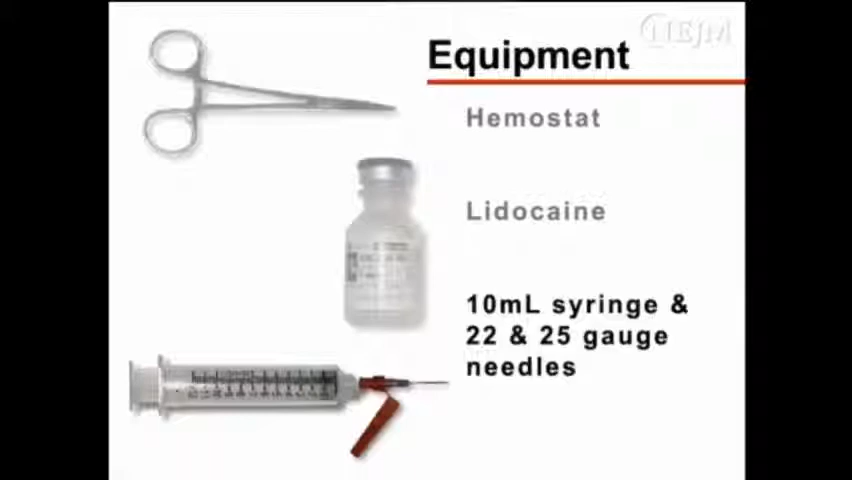 Equipment
Hemostat
Lidocaine
10mL syringe &
22 & 25 gauge
needles